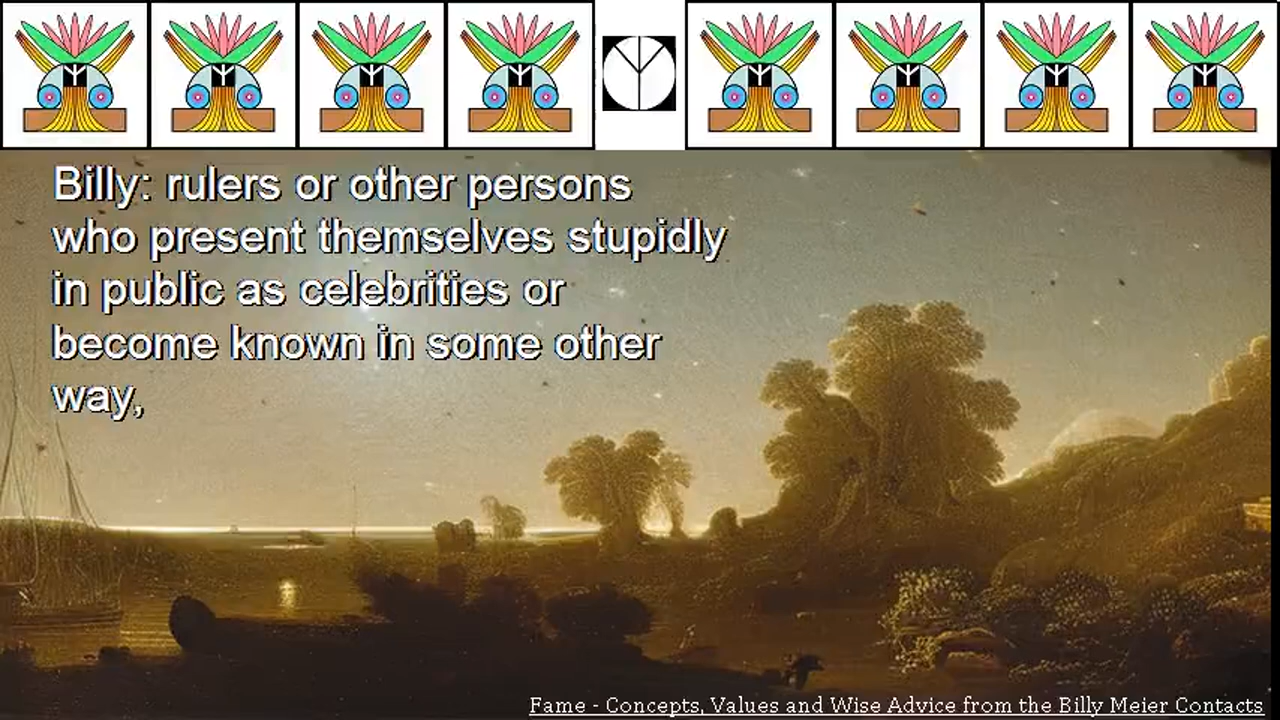 Billy: rulers or other persons
who present themselves stupidly
in public as celebrities or
become known in some other
way,
Fame - Concepts, Values and Wise Advice from the Billy Meier Contacts